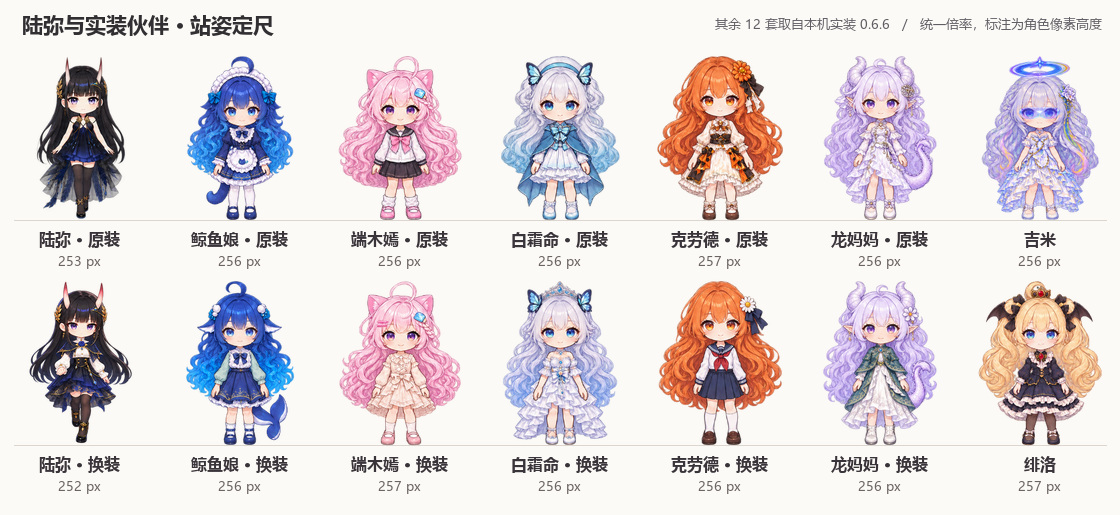 陆弥与实装伙伴 • 站姿定尺
其余 12 套取自本机实装 0.6.6 / 统一倍率，标注为角色像素高度
陆弥 • 原装 鲸鱼娘 • 原装 端木嫣 • 原装 白霜命 • 原装 克劳德 • 原装 龙妈妈 • 原装 吉米
253 px 256 px 256 px 256 px 257 px 256 px 256 px
陆弥 • 换装 鲸鱼娘 • 换装 端木嫣 • 换装 白霜命 • 换装 克劳德 • 换装 龙妈妈 • 换装 绯洛
252 px 256 px 257 px 256 px 256 px 256 px 257 px